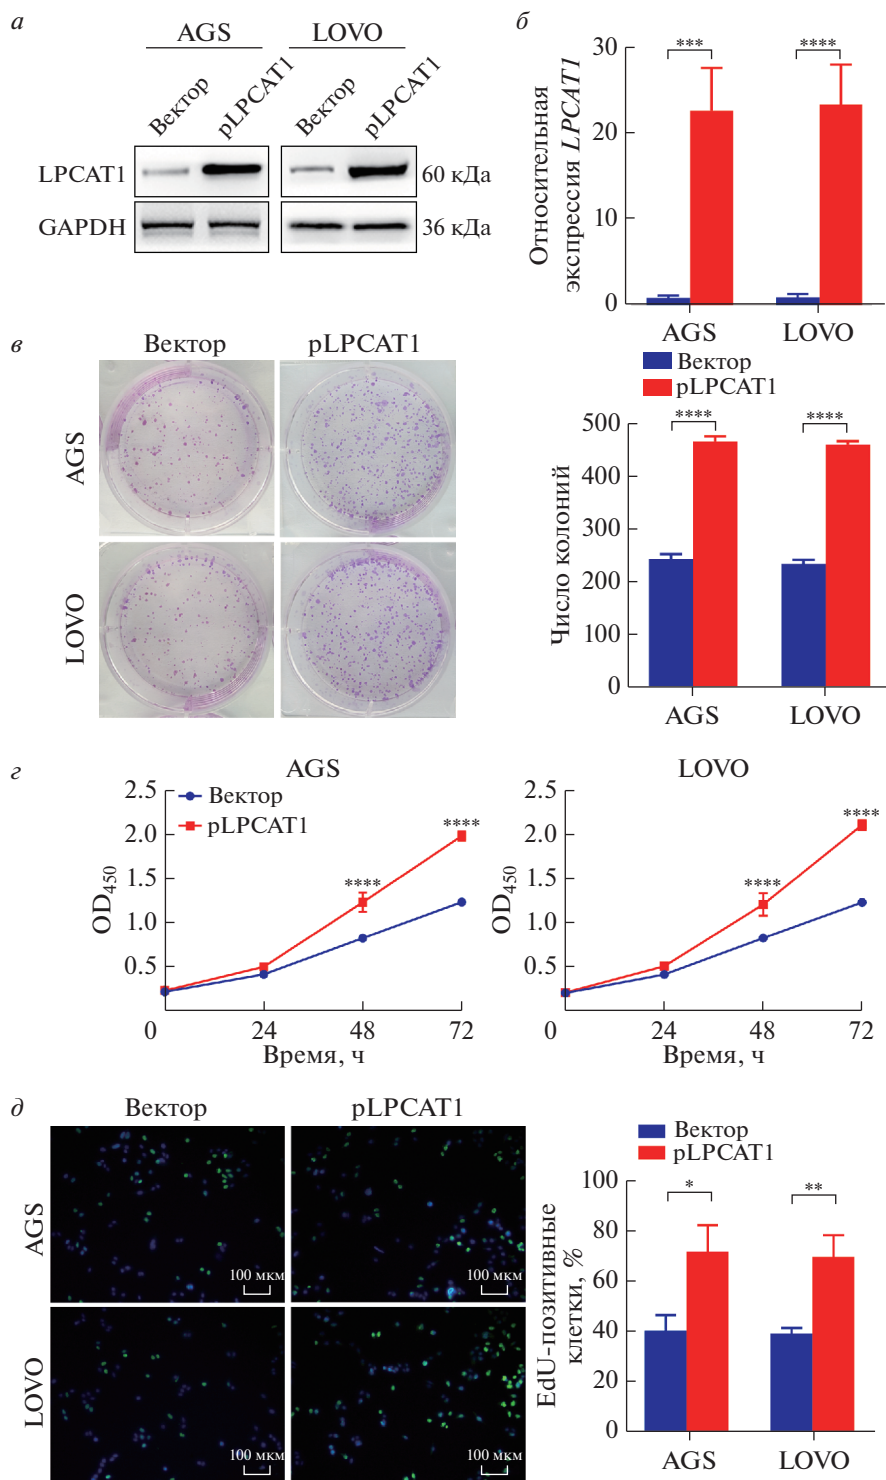 а
AGS
LOVO
Вектор
pLPCAT1
Вектор
pLPCAT1
LPCAT1
60 кДа
GAPDH
36 кДа
б
Относительная
экспрессия LPCAT1
30
20
10
0
***
****
AGS
LOVO
Вектор
pLPCAT1
в
Вектор
pLPCAT1
AGS
LOVO
Число колоний
500
400
300
200
100
0
****
****
AGS
LOVO
г
AGS
OD450
2.5
2.0
1.5
1.0
0.5
0
Вектор
pLPCAT1
****
****
24
48
72
Время, ч
LOVO
OD450
2.5
2.0
1.5
1.0
0.5
0
****
****
24
48
72
Время, ч
д
Вектор
pLPCAT1
AGS
100 мкм
100 мкм
LOVO
100 мкм
100 мкм
Вектор
pLPCAT1
EdU-позитивные
клетки, %
100
80
60
40
20
0
*
**
AGS
LOVO